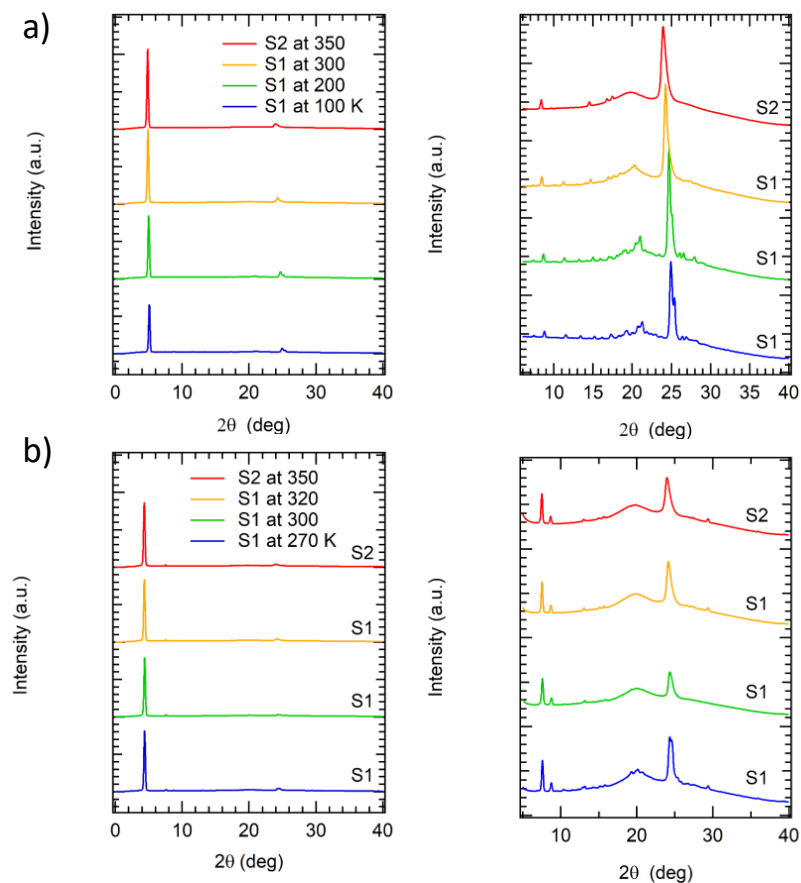 a)
S2 at 350
S1 at 300
S1 at 200
S1 at 100 K
Intensity (a.u.)
0 10 20 30 40
2θ (deg)
Intensity (a.u.)
S2
S1
S1
S1
10 15 20 25 30 35 40
2θ (deg)
b)
S2 at 350
S1 at 320
S1 at 300
S1 at 270 K
S2
S1
S1
S1
Intensity (a.u.)
0 10 20 30 40
2θ (deg)
Intensity (a.u.)
S2
S1
S1
S1
10 20 30 40
2θ (deg)